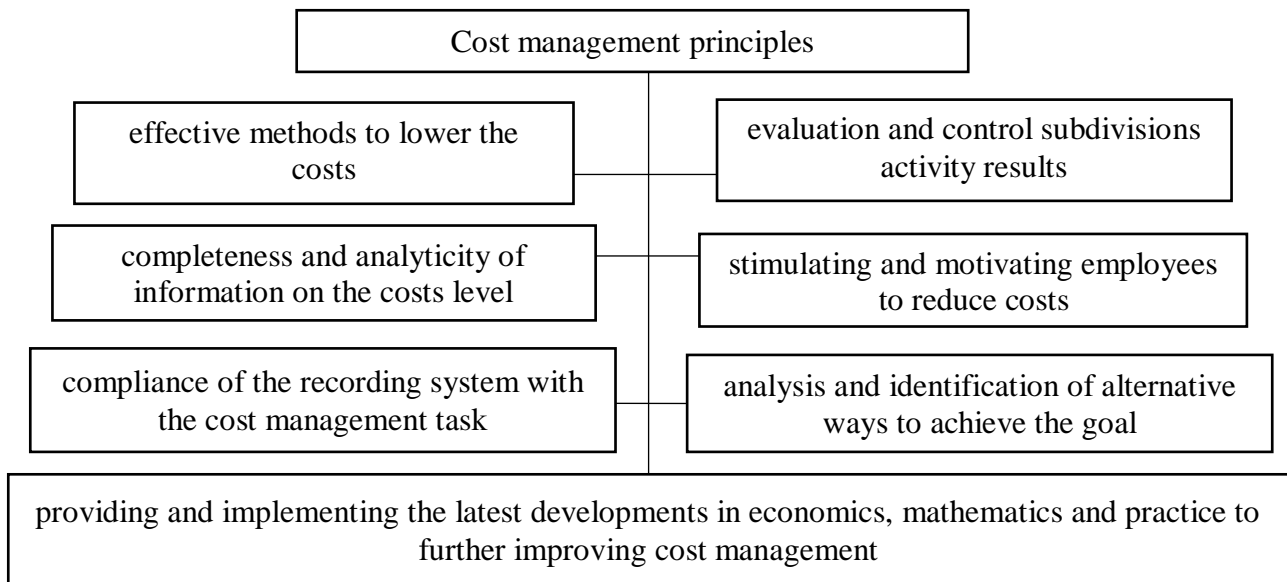 Cost management principles
effective methods to lower the
costs
evaluation and control subdivisions
activity results
completeness and analyticity of
information on the costs level
stimulating and motivating employees
to reduce costs
compliance of the recording system with
the cost management task
analysis and identification of alternative
ways to achieve the goal
providing and implementing the latest developments in economics, mathematics and practice to
further improving cost management